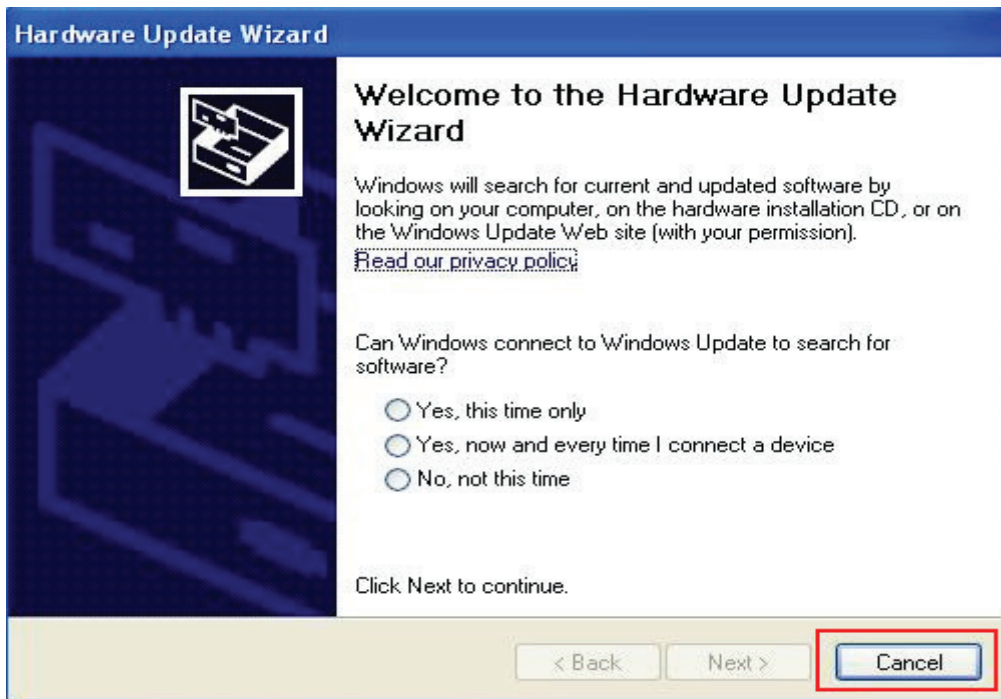 Hardware Update Wizard
Welcome to the Hardware Update
Wizard
Windows will search for current and updated software by
looking on your computer, on the hardware installation CD, or on
the Windows Update Web site (with your permission).
Read our privacy policy
Can Windows connect to Windows Update to search for
software?
Yes, this time only
Yes, now and every time I connect a device
No, not this time
Click Next to continue.
< Back Next > Cancel